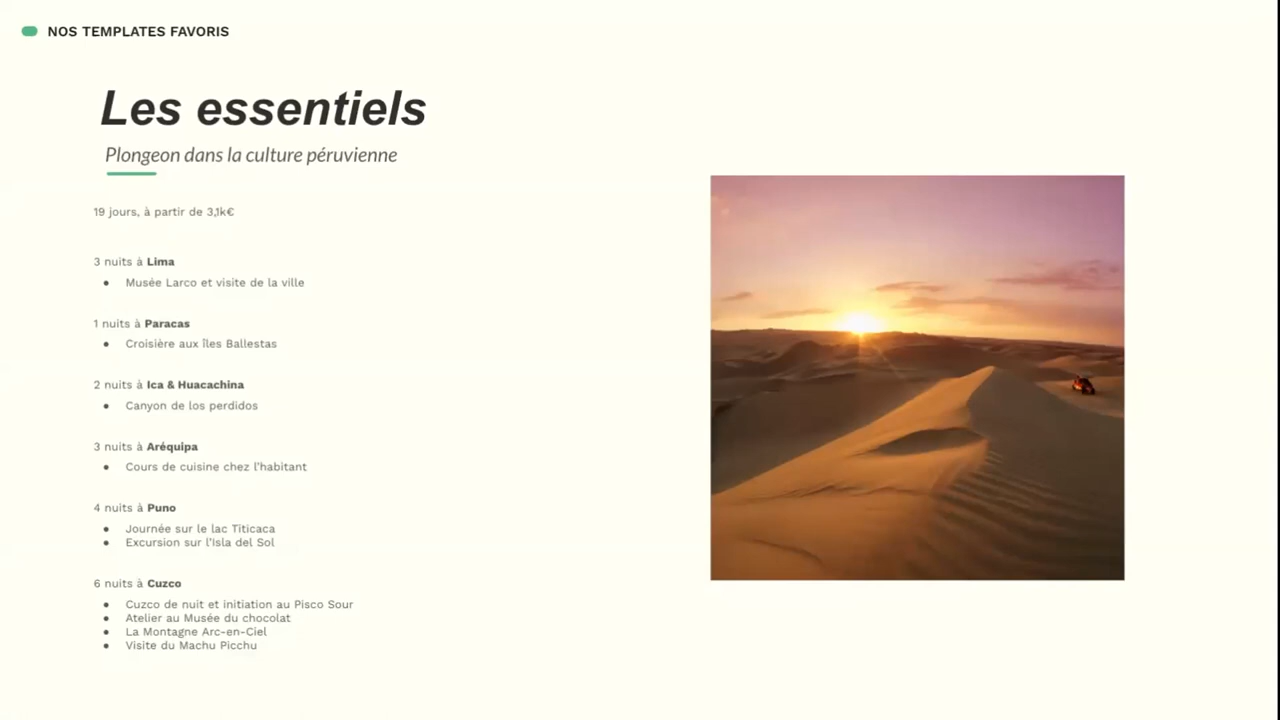 NOS TEMPLATES FAVORIS
Les essentiels
Plongeon dans la culture péruvienne
19 jours, à partir de 3,1k€
3 nuits à Lima
● Musée Larco et visite de la ville
1 nuits à Paracas
● Croisière aux îles Ballestas
2 nuits à Ica & Huacachina
● Canyon de los perdidos
3 nuits à Aréquipa
● Cours de cuisine chez l'habitant
4 nuits à Puno
● Journée sur le lac Titicaca
● Excursion sur l'Isla del Sol
6 nuits à Cuzco
● Cuzco de nuit et initiation au Pisco Sour
● Atelier au Musée du chocolat
● La Montagne Arc-en-Ciel
● Visite du Machu Picchu